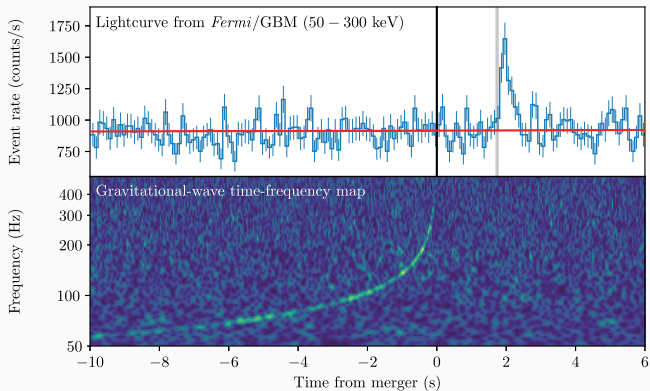 Lightcurve from Fermi/GBM (50 − 300 keV)
Event rate (counts/s)
1750
1500
1250
1000
750
Gravitational-wave time-frequency map
Frequency (Hz)
400
300
200
100
50
−10 −8 −6 −4 −2 0 2 4 6
Time from merger (s)